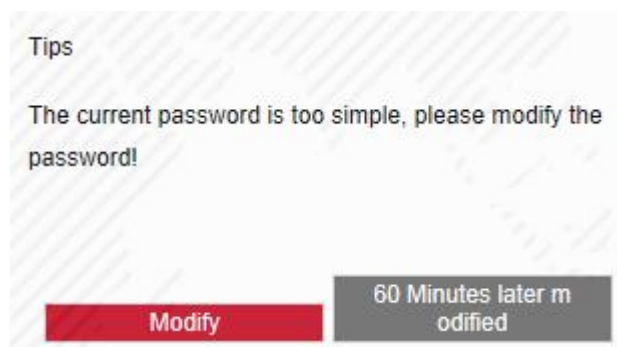 Tips
The current password is too simple, please modify the
password!
60 Minutes later m
odified
Modify